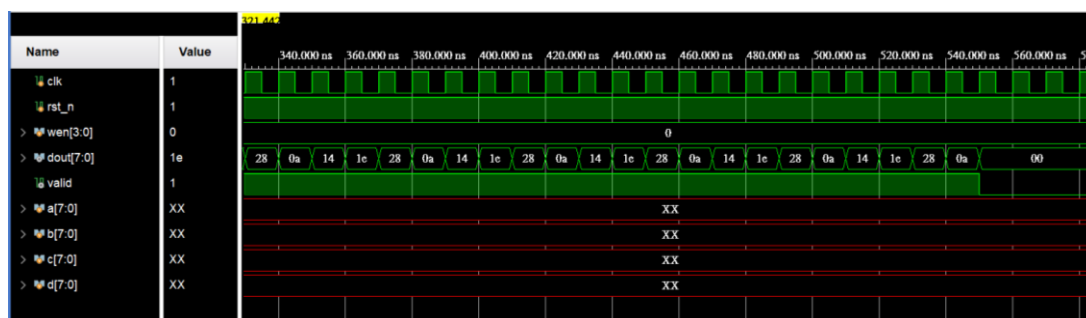 321.442
Name Value
340.000 ns 360.000 ns 380.000 ns 400.000 ns 420.000 ns 440.000 ns 460.000 ns 480.000 ns 500.000 ns 520.000 ns 540.000 ns 560.000 ns 5
clk 1
rst_n 1
> wen[3:0] 0 0
> dout[7:0] 1e 28 0a 14 1e 28 0a 14 1e 28 0a 14 1e 28 0a 14 1e 28 0a 14 1e 28 0a 00
valid 1
> a[7:0] XX XX
> b[7:0] XX XX
> c[7:0] XX XX
> d[7:0] XX XX